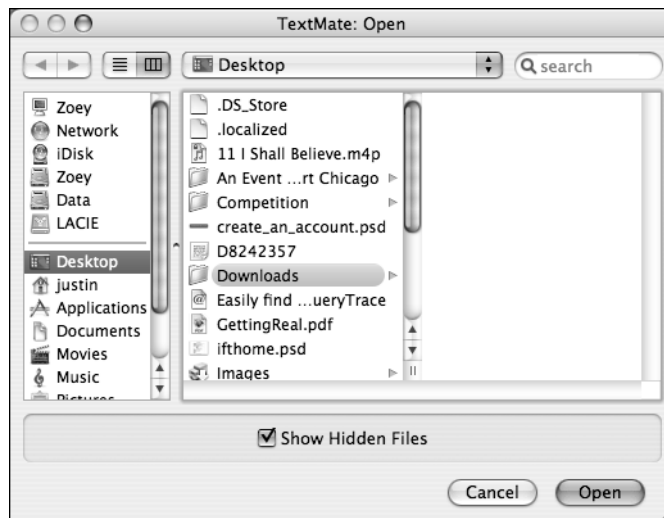 TextMate: Open
Desktop
search
Zoey
Network
iDisk
Zoey
Data
LACIE
Desktop
justin
Applications
Documents
Movies
Music
Pictures
.DS_Store
.localized
11 I Shall Believe.m4p
An Event ...rt Chicago
Competition
create_an_account.psd
D8242357
Downloads
Easily find ...ueryTrace
GettingReal.pdf
ifthome.psd
Images
Show Hidden Files
Cancel
Open